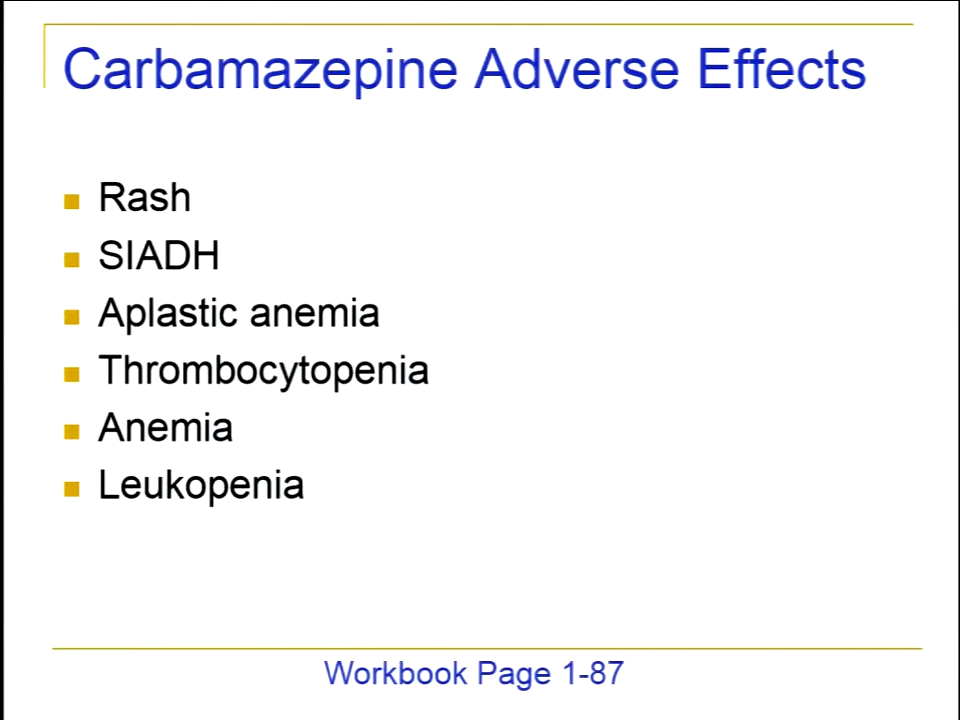 Carbamazepine Adverse Effects
Rash
SIADH
Aplastic anemia
Thrombocytopenia
Anemia
Leukopenia
Workbook Page 1-87